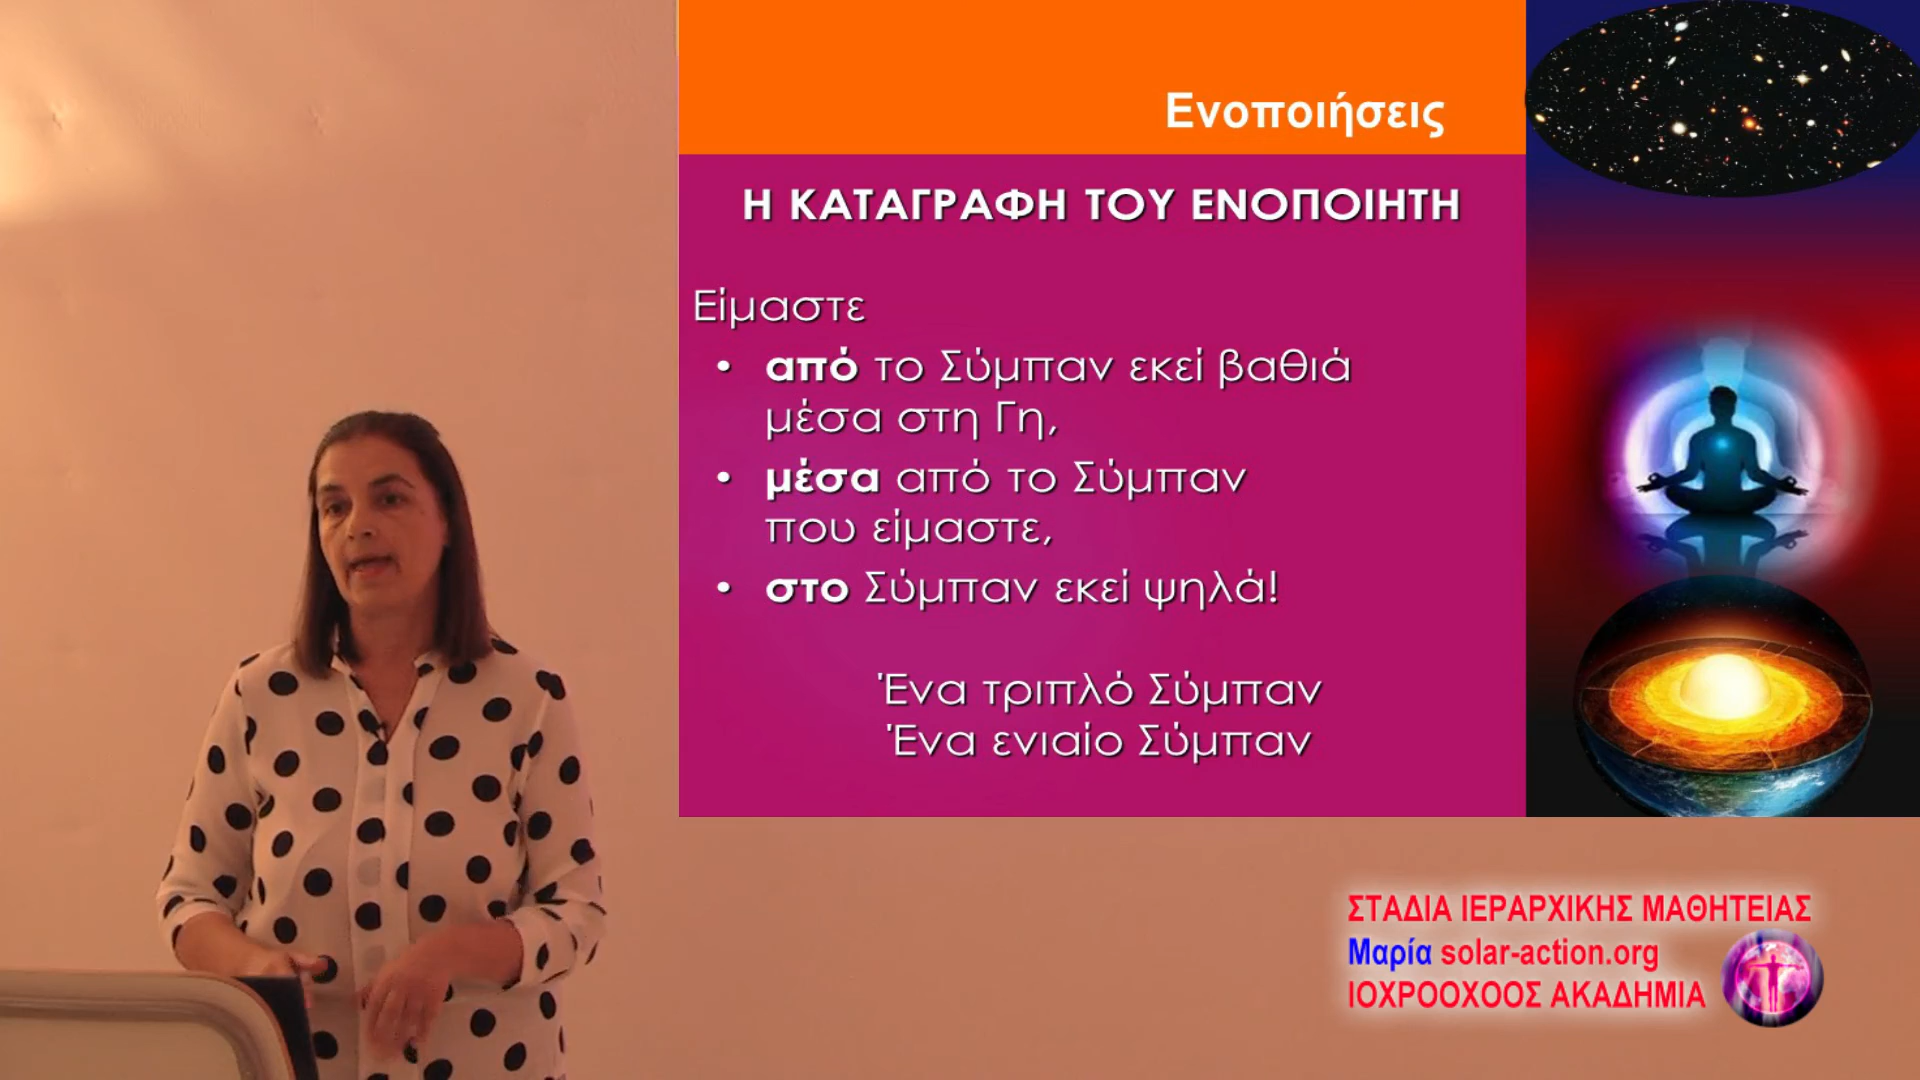 Ενοποιήσεις
Η ΚΑΤΑΓΡΑΦΗ ΤΟΥ ΕΝΟΠΟΙΗΤΗ
Είμαστε
• από το Σύμπαν εκεί βαθιά
μέσα στη Γη,
• μέσα από το Σύμπαν
που είμαστε,
• στο Σύμπαν εκεί ψηλά!
Ένα τριπλό Σύμπαν
Ένα ενιαίο Σύμπαν
ΣΤΑΔΙΑ ΙΕΡΑΡΧΙΚΗΣ ΜΑΘΗΤΕΙΑΣ
Μαρία solar-action.org
ΙΟΧΡΟΟΧΟΟΣ ΑΚΑΔΗΜΙΑ